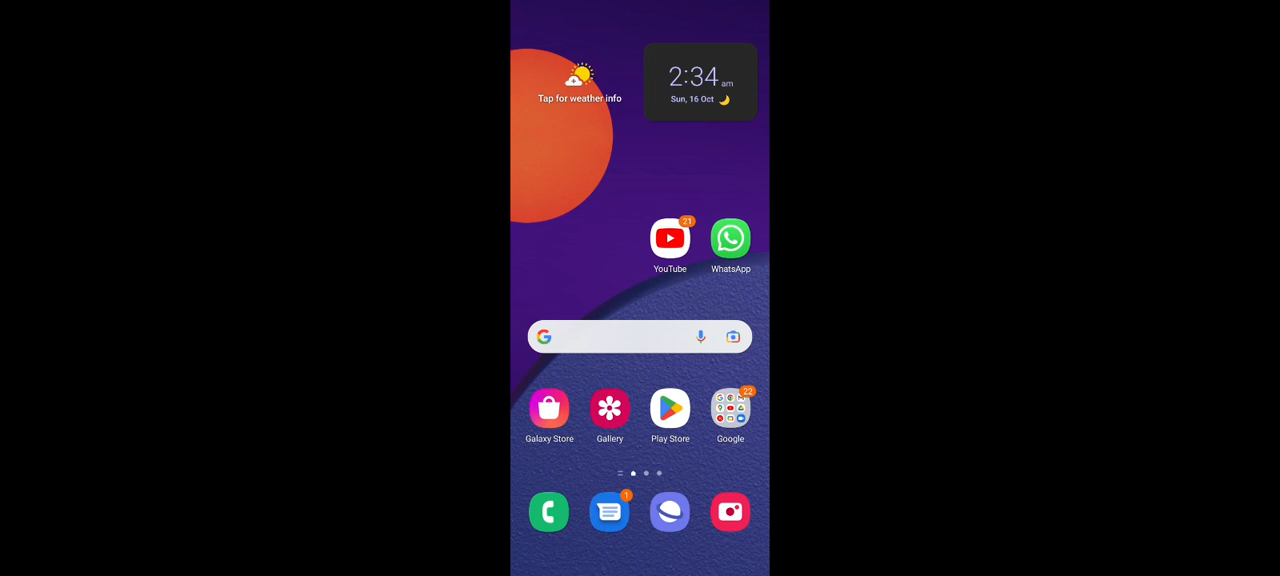 2:34 am
Tap for weather info
Sun, 16 Oct
21
YouTube
WhatsApp
22
Galaxy Store
Gallery
Play Store
Google
1